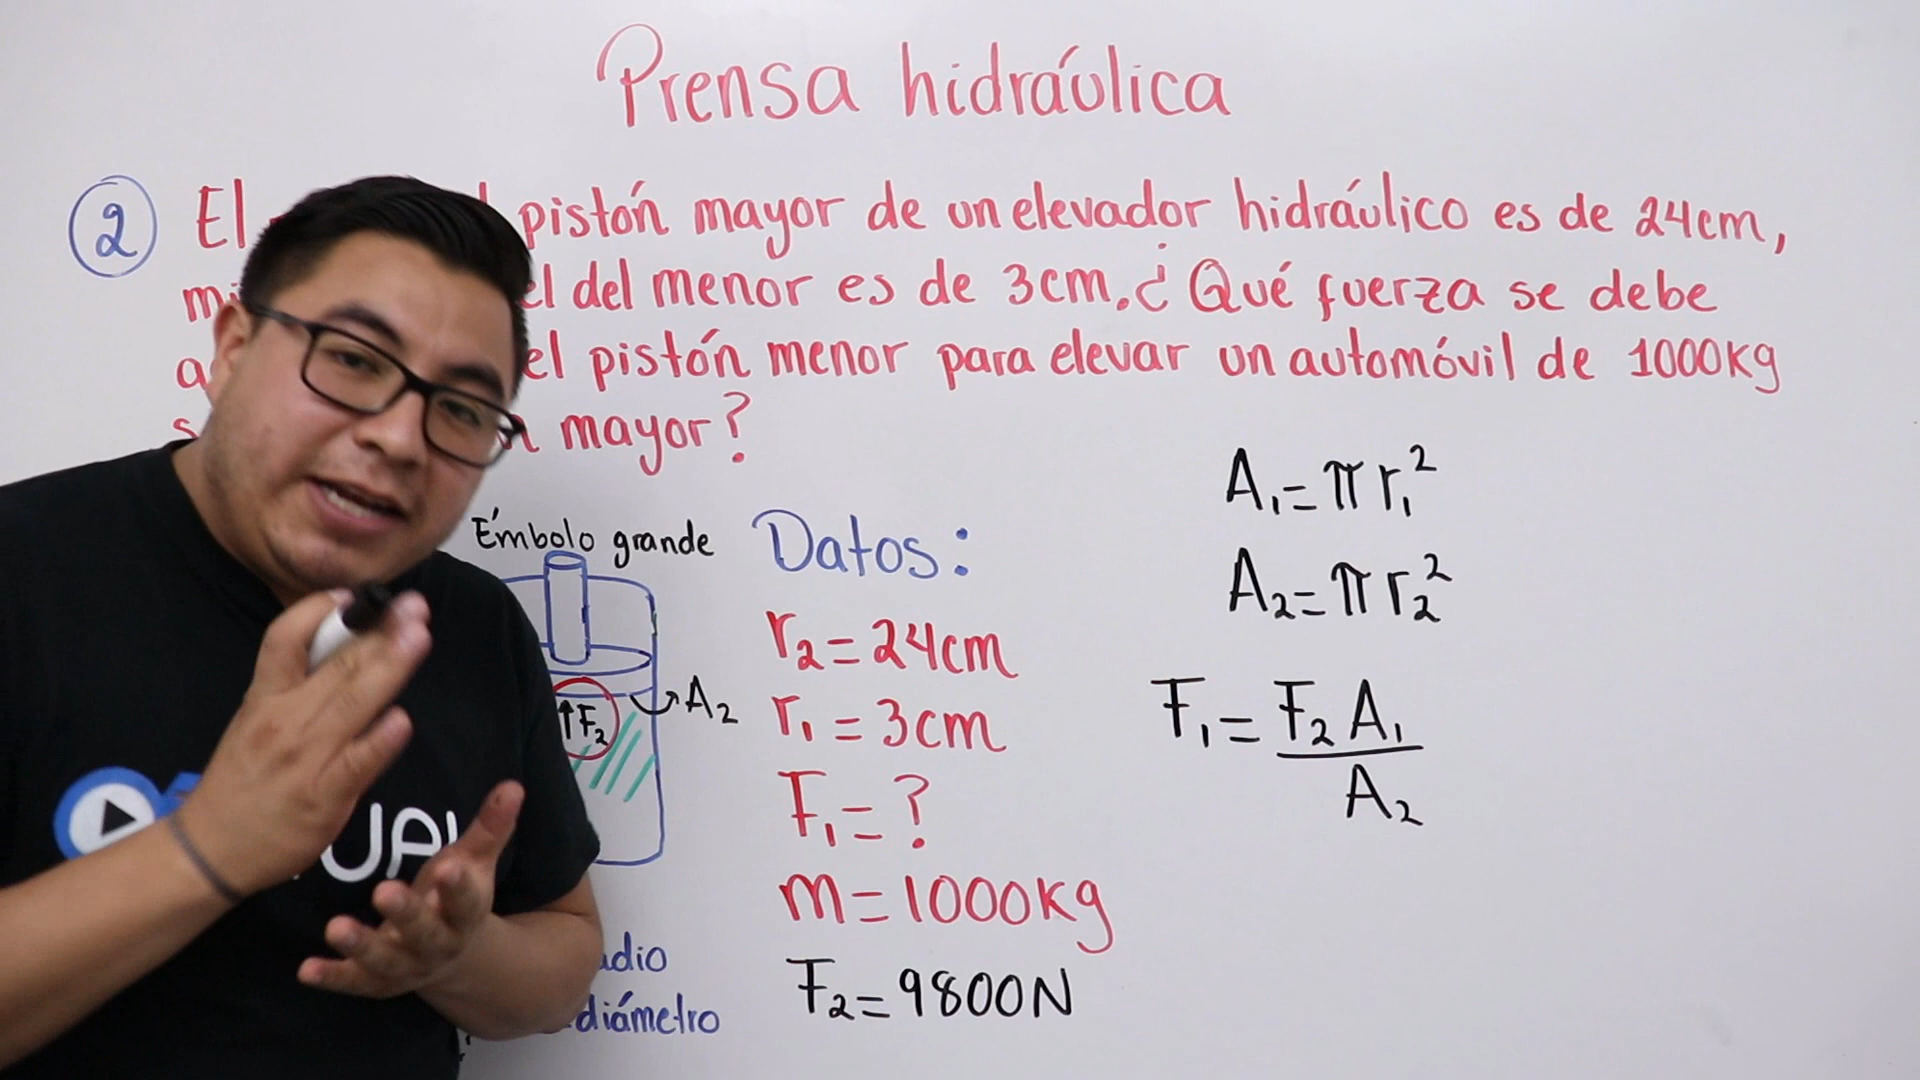 Prensa hidráulica
2 El pistón mayor de un elevador hidráulico es de 24cm,
el del menor es de 3cm. ¿Qué fuerza se debe
el pistón menor para elevar un automóvil de 1000kg
mayor?
Émbolo grande
A2
↑F2
Datos:
r2=24cm
r1=3cm
F1=?
m=1000kg
F2=9800N
A1=πr1²
A2=πr2²
F1=F2 A1
A2
diámetro